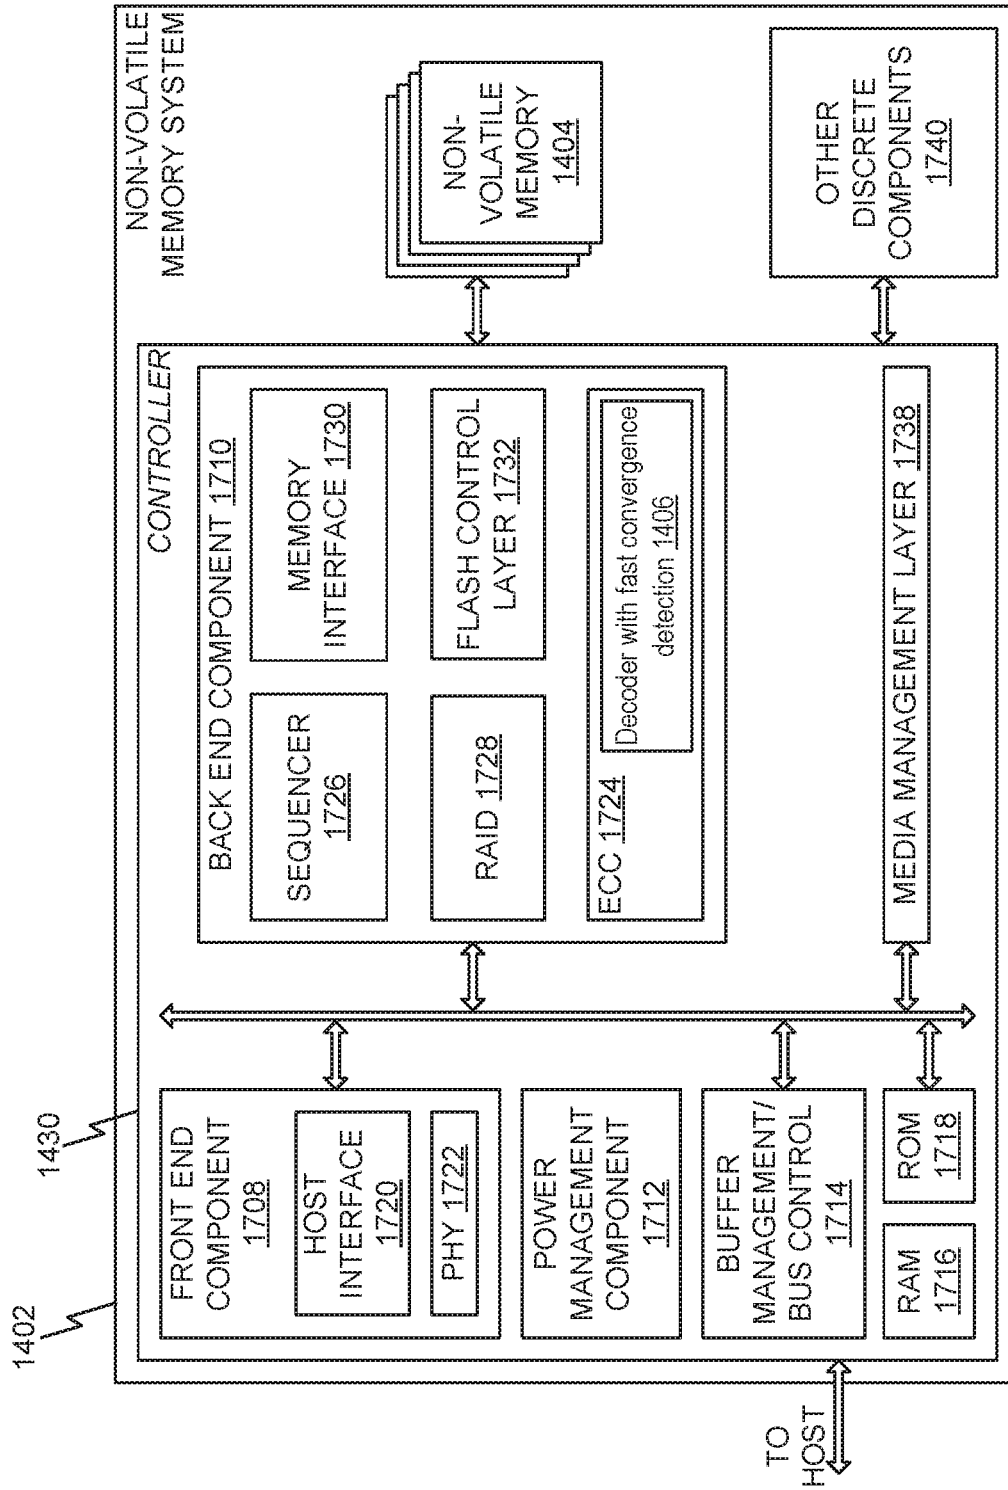 1402
1430
NON-VOLATILE
MEMORY SYSTEM
CONTROLLER
FRONT END
COMPONENT
1708
HOST
INTERFACE
1720
PHY 1722
POWER
MANAGEMENT
COMPONENT
1712
BUFFER
MANAGEMENT/
BUS CONTROL
1714
RAM
1716
ROM
1718
BACK END COMPONENT 1710
SEQUENCER
1726
MEMORY
INTERFACE 1730
RAID 1728
FLASH CONTROL
LAYER 1732
ECC 1724
Decoder with fast convergence
detection 1406
MEDIA MANAGEMENT LAYER 1738
NON-
VOLATILE
MEMORY
1404
OTHER
DISCRETE
COMPONENTS
1740
TO
HOST